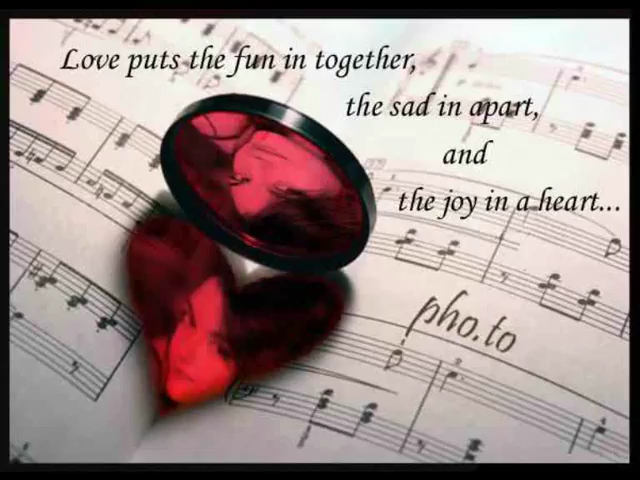 Love puts the fun in together,
the sad in apart,
and
the joy in a heart...
pho.to